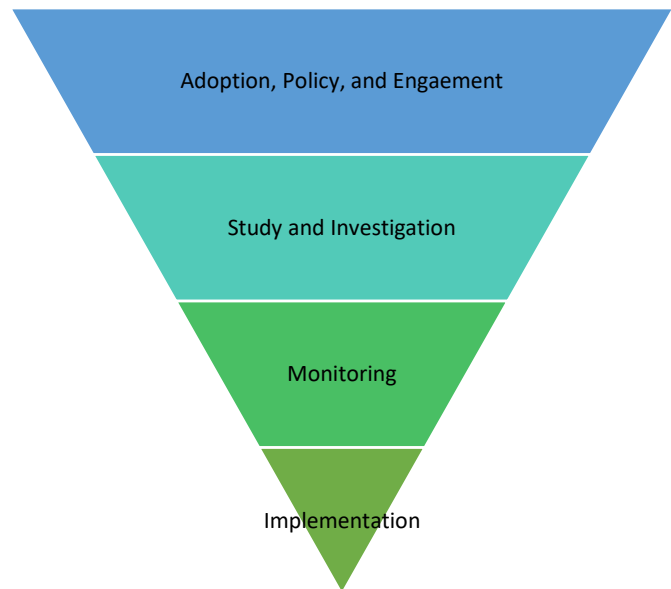 Adoption, Policy, and Engaement
Study and Investigation
Monitoring
Implementation